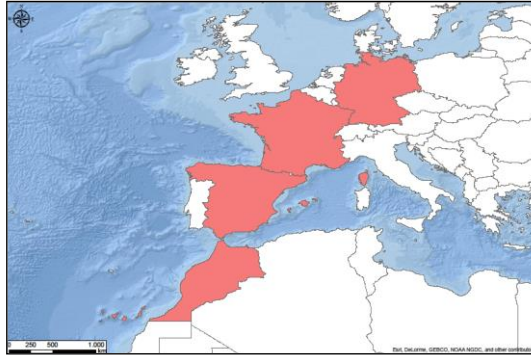 0 250 500 1.000
km
Esri, DeLorme, GEBCO, NOAA NGDC, and other contributors